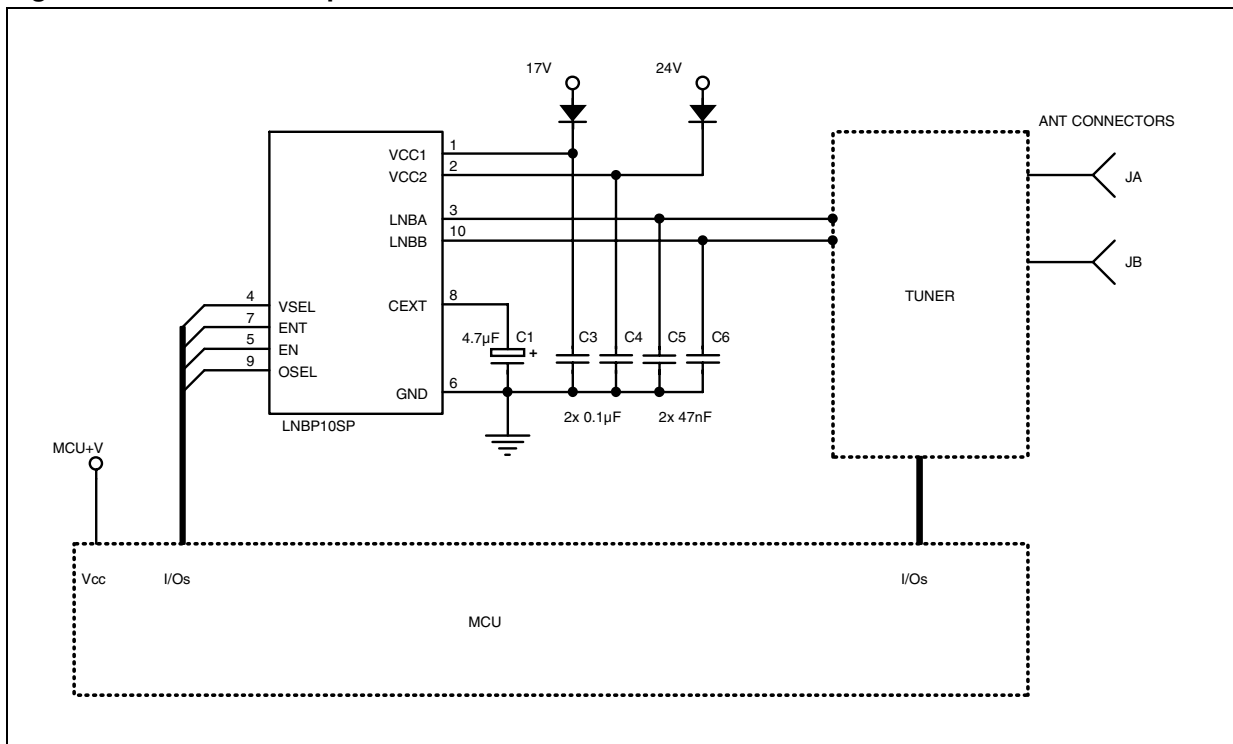 17V
24V
ANT CONNECTORS
VCC1
1
VCC2
2
JA
LNBA
3
LNBB
10
JB
TUNER
4
VSEL
CEXT
8
7
ENT
4.7µF
C1
+
C3
C4
C5
C6
5
EN
9
OSEL
GND
6
2x 0.1µF
2x 47nF
LNBP10SP
MCU+V
Vcc
I/Os
I/Os
MCU